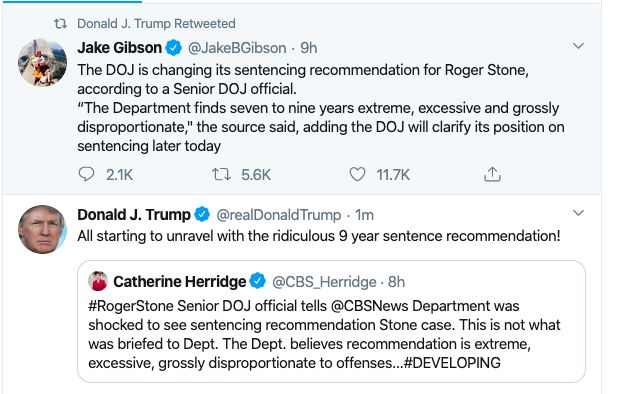 Donald J. Trump Retweeted
Jake Gibson @JakeBGibson · 9h
The DOJ is changing its sentencing recommendation for Roger Stone,
according to a Senior DOJ official.
“The Department finds seven to nine years extreme, excessive and grossly
disproportionate," the source said, adding the DOJ will clarify its position on
sentencing later today
2.1K 5.6K 11.7K
Donald J. Trump @realDonaldTrump · 1m
All starting to unravel with the ridiculous 9 year sentence recommendation!
Catherine Herridge @CBS_Herridge · 8h
#RogerStone Senior DOJ official tells @CBSNews Department was
shocked to see sentencing recommendation Stone case. This is not what
was briefed to Dept. The Dept. believes recommendation is extreme,
excessive, grossly disproportionate to offenses...#DEVELOPING